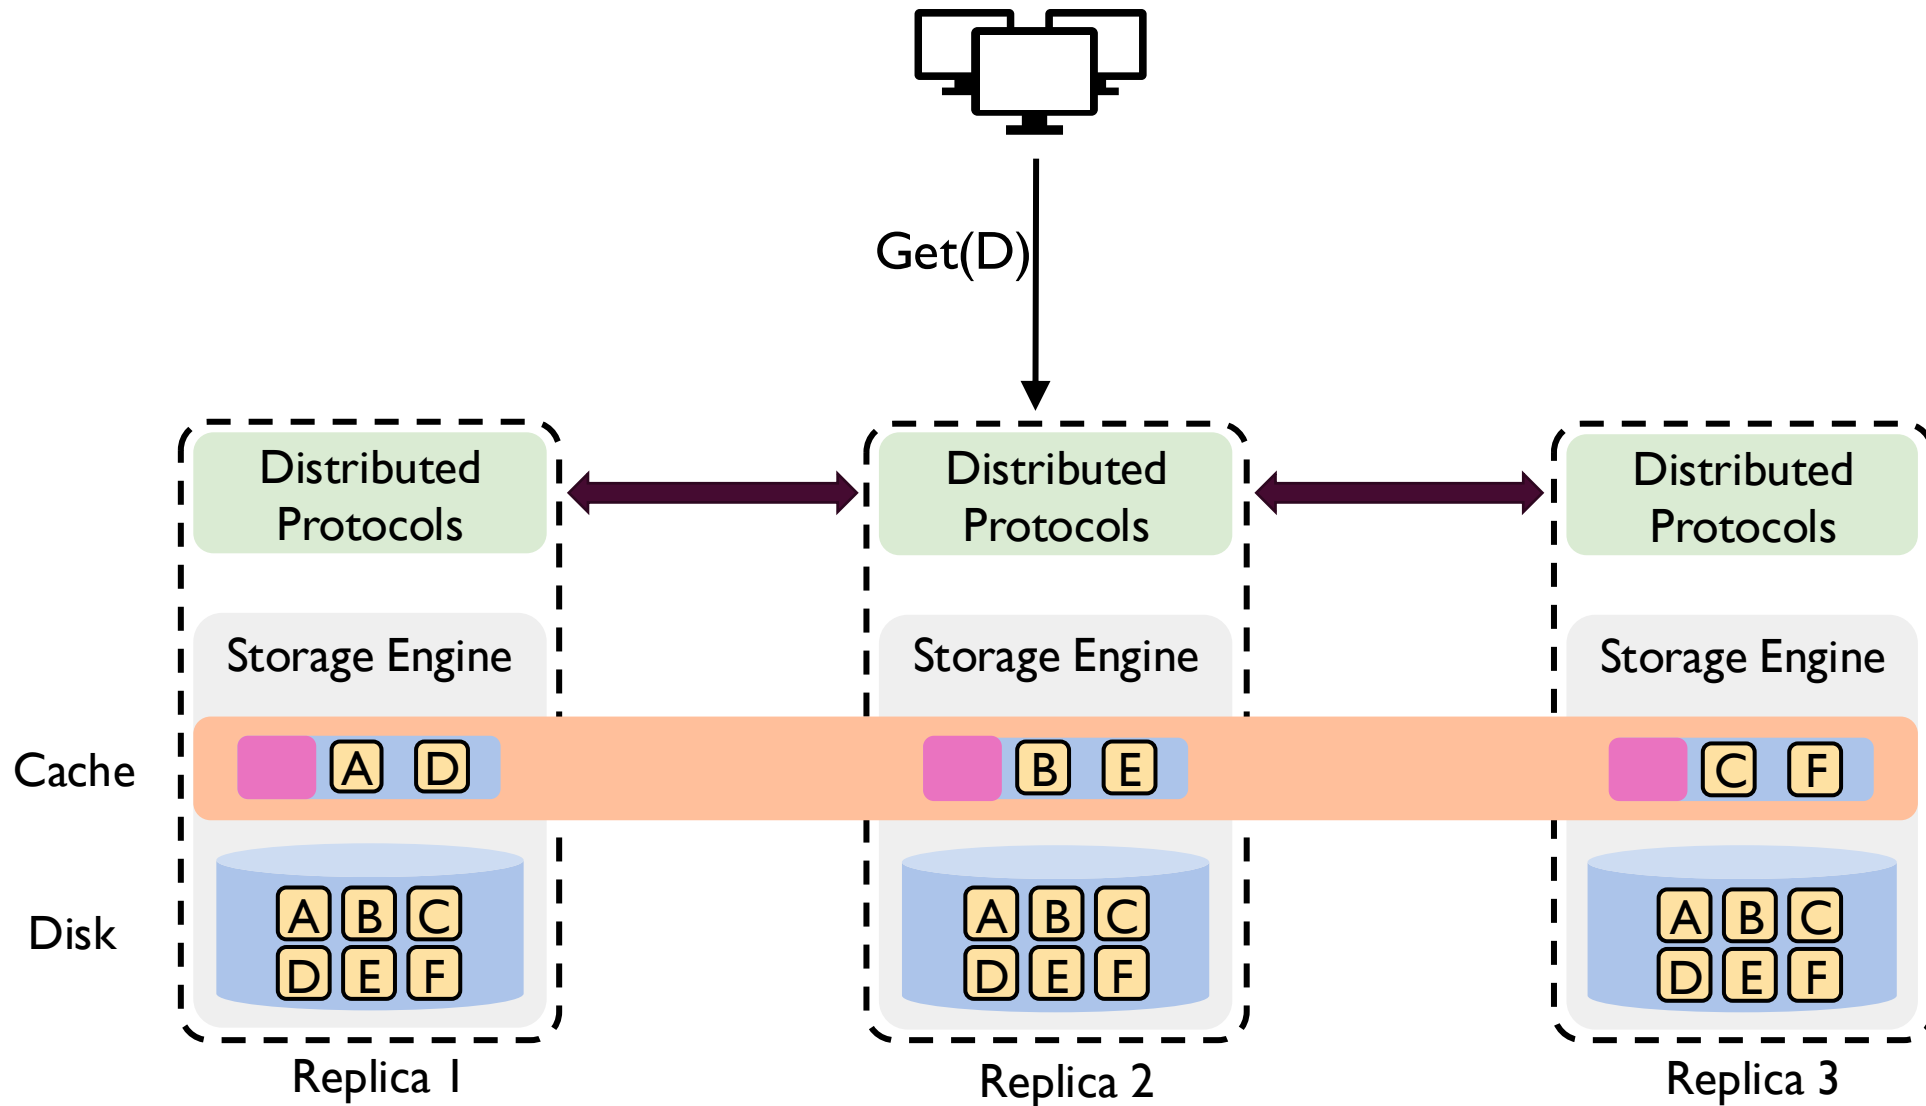 Get(D)
Distributed
Protocols
Distributed
Protocols
Distributed
Protocols
Storage Engine
Storage Engine
Storage Engine
Cache
A D
B E
C F
Disk
A B C
D E F
A B C
D E F
A B C
D E F
Replica 1
Replica 2
Replica 3